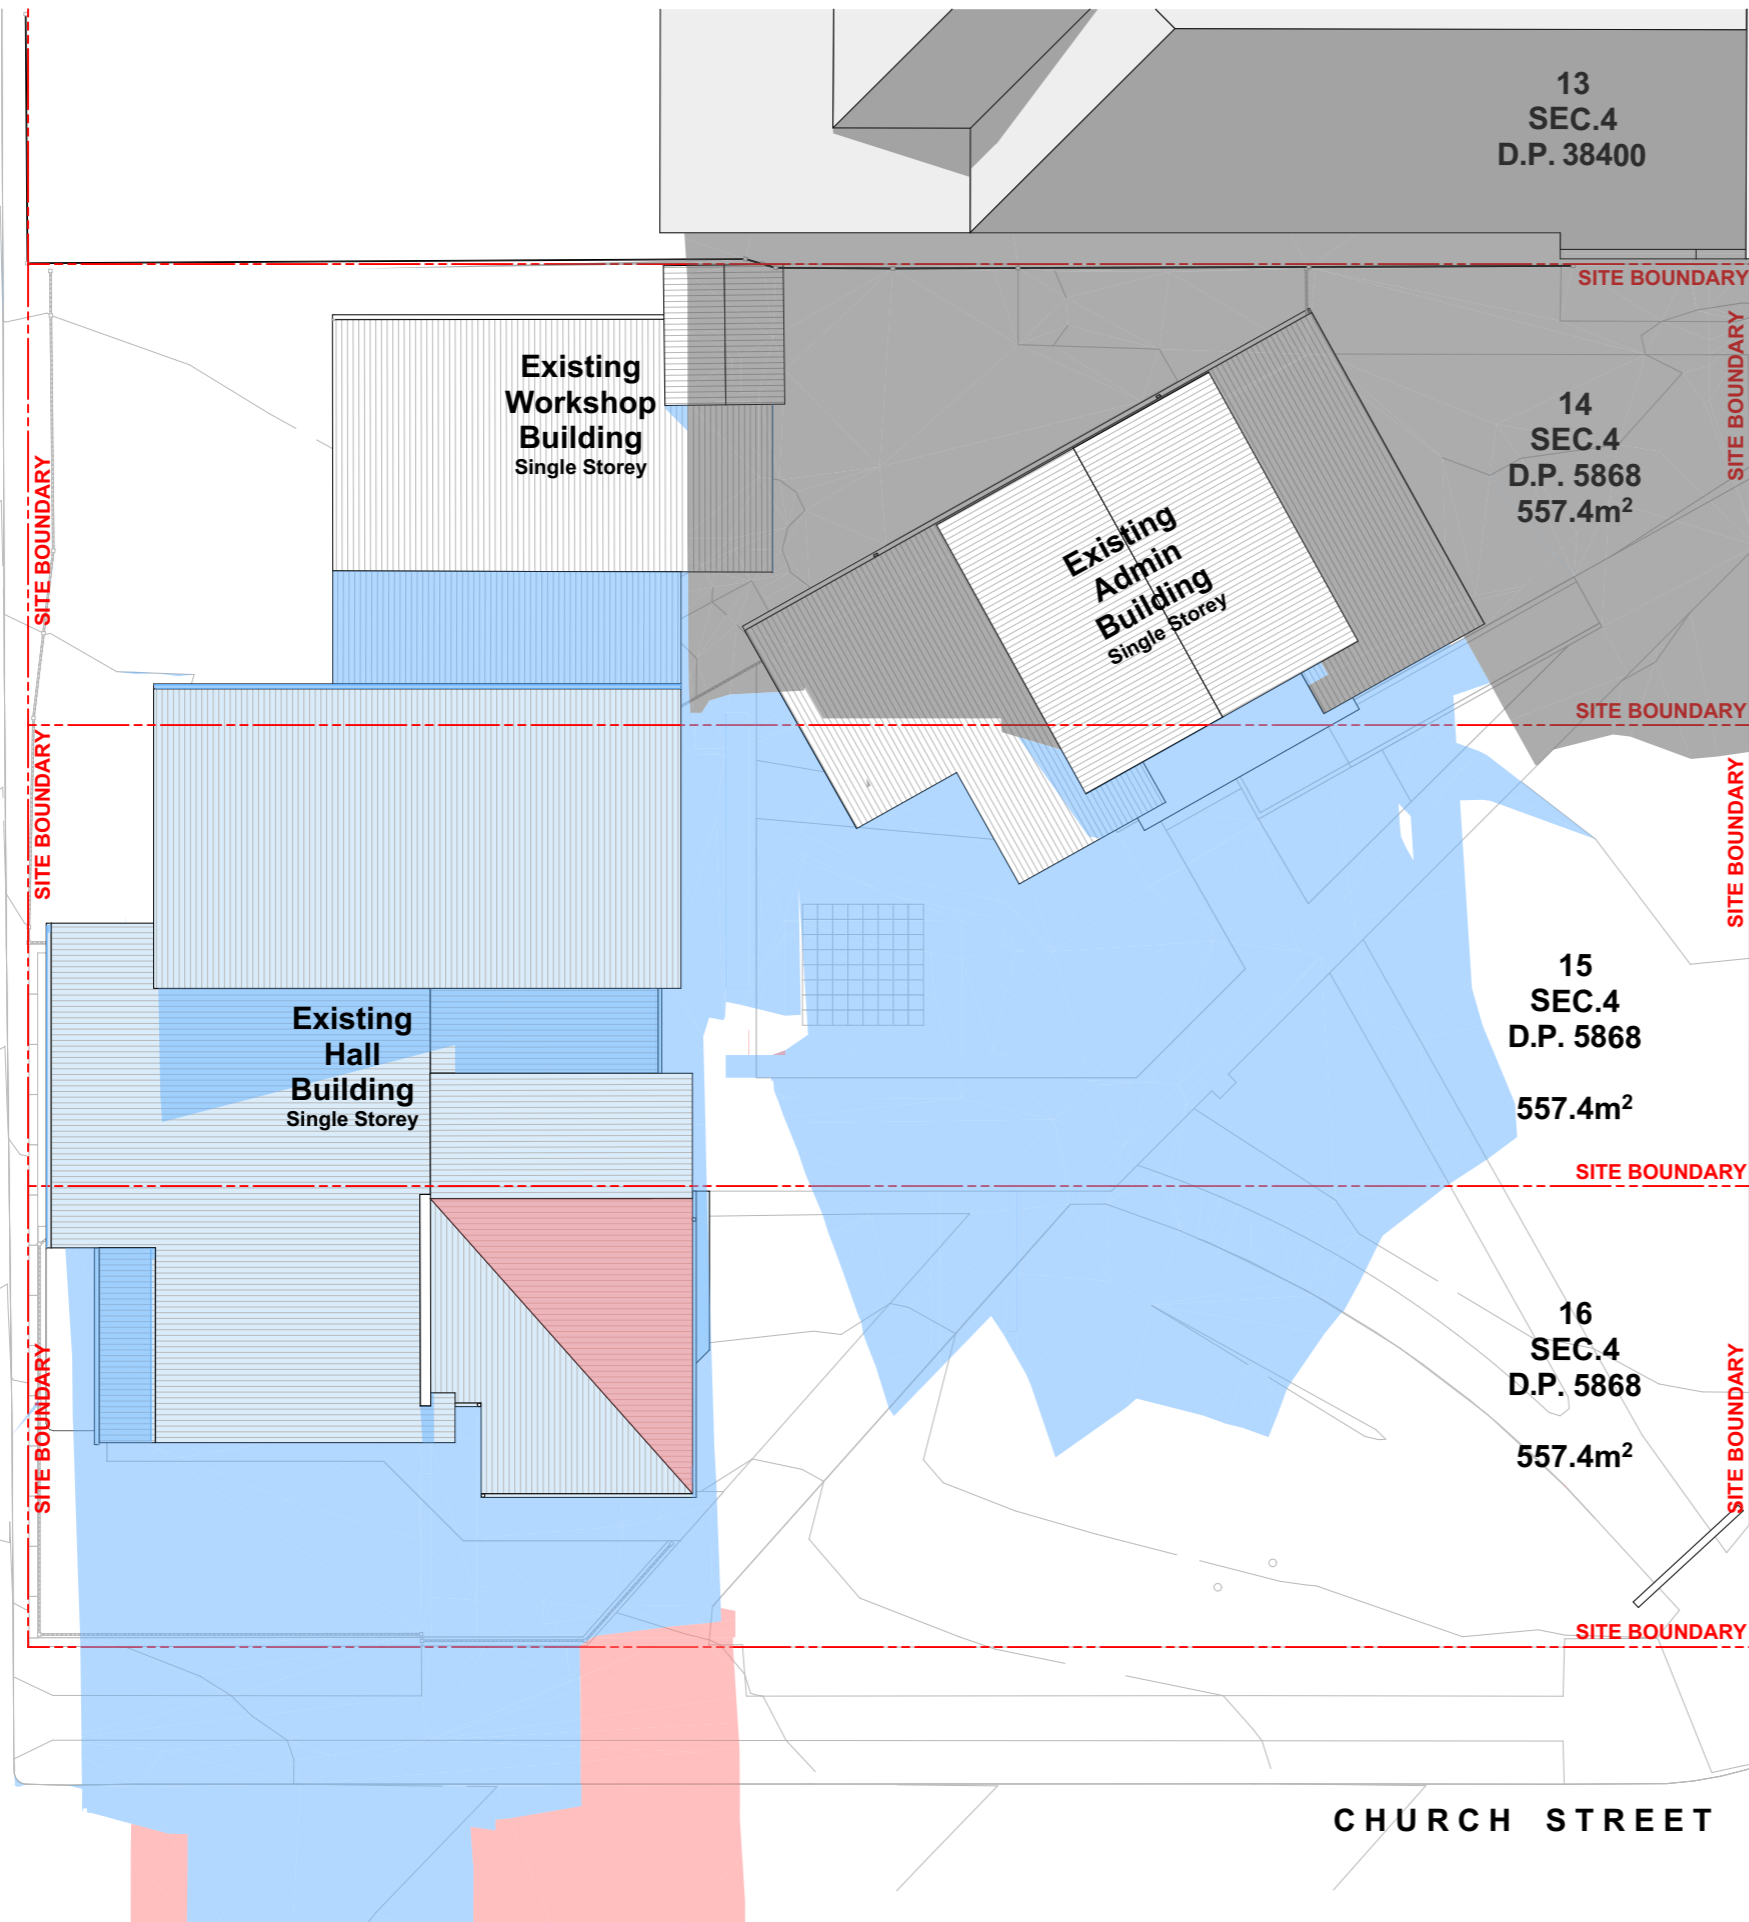 13
SEC.4
D.P. 38400
SITE BOUNDARY
SITE BOUNDARY
Existing
Workshop
Building
Single Storey
14
SEC.4
D.P. 5868
557.4m²
SITE BOUNDARY
Existing
Admin
Building
Single Storey
SITE BOUNDARY
SITE BOUNDARY
SITE BOUNDARY
15
SEC.4
D.P. 5868
557.4m²
Existing
Hall
Building
Single Storey
SITE BOUNDARY
16
SEC.4
D.P. 5868
557.4m²
SITE BOUNDARY
SITE BOUNDARY
SITE BOUNDARY
CHURCH STREET